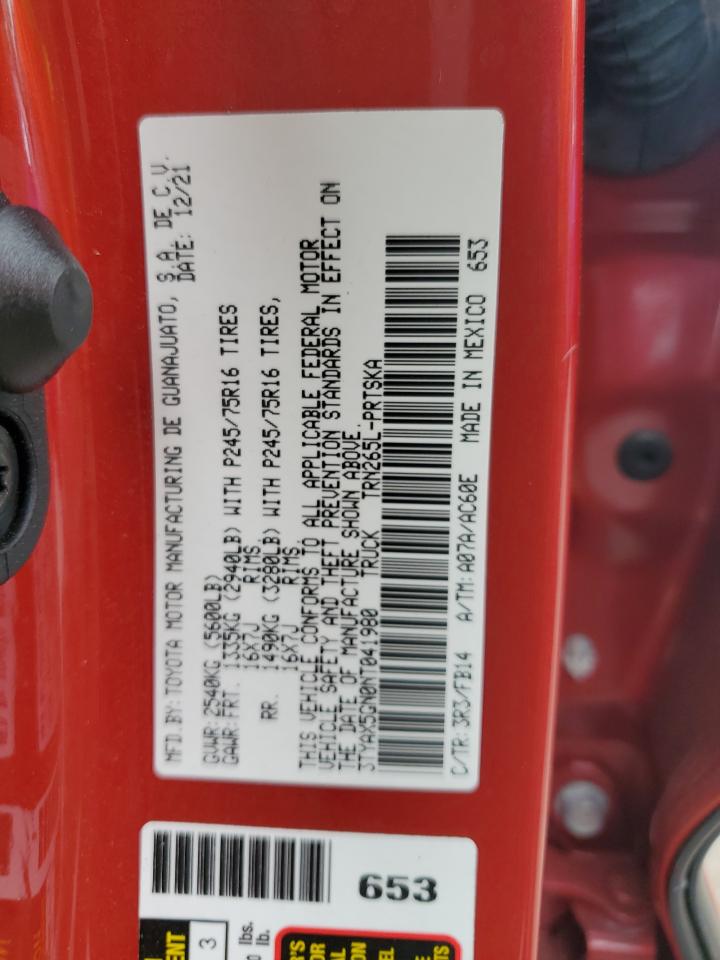 MFD.BY: TOYOTA MOTOR MANUFACTURING DE GUANAJUATO, S.A. DE C.V.
DATE: 12/21
GVWR: 2540KG (5600LB)
GAWR: FRT. 1335KG (2940LB) WITH P245/75R16 TIRES
16X7J RIMS
RR. 1490KG (3280LB) WITH P245/75R16 TIRES,
16X7J RIMS
THIS VEHICLE CONFORMS TO ALL APPLICABLE FEDERAL MOTOR
VEHICLE SAFETY AND THEFT PREVENTION STANDARDS IN EFFECT ON
THE DATE OF MANUFACTURE SHOWN ABOVE.
3TYAX5GN0NT041980 TRUCK TRN265L-PRTSKA
C/TR: 3R3/FB14 A/TM: A07A/AC60E MADE IN MEXICO 653
653
3
lbs.
lb.